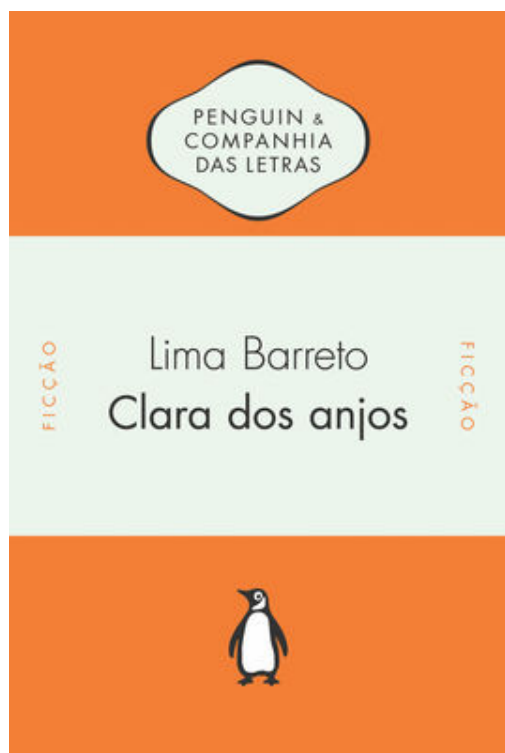 PENGUIN &
COMPANHIA
DAS LETRAS
FICÇÃO
Lima Barreto
Clara dos anjos
FICÇÃO